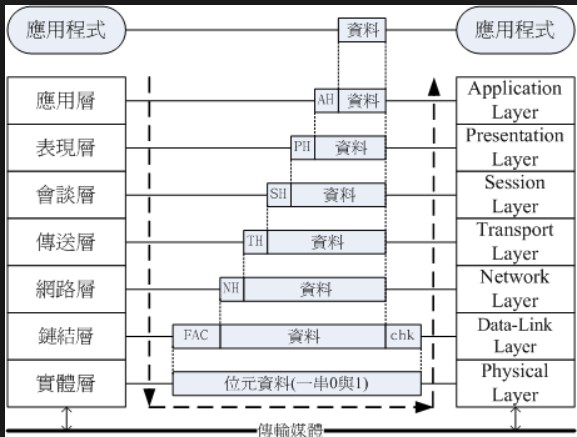 應用程式
資料
應用程式
應用層
AH
資料
Application
Layer
表現層
PH
資料
Presentation
Layer
會談層
SH
資料
Session
Layer
傳送層
TH
資料
Transport
Layer
網路層
NH
資料
Network
Layer
鏈結層
FAC
資料
chk
Data-Link
Layer
實體層
位元資料(一串0與1)
Physical
Layer
傳輸媒體